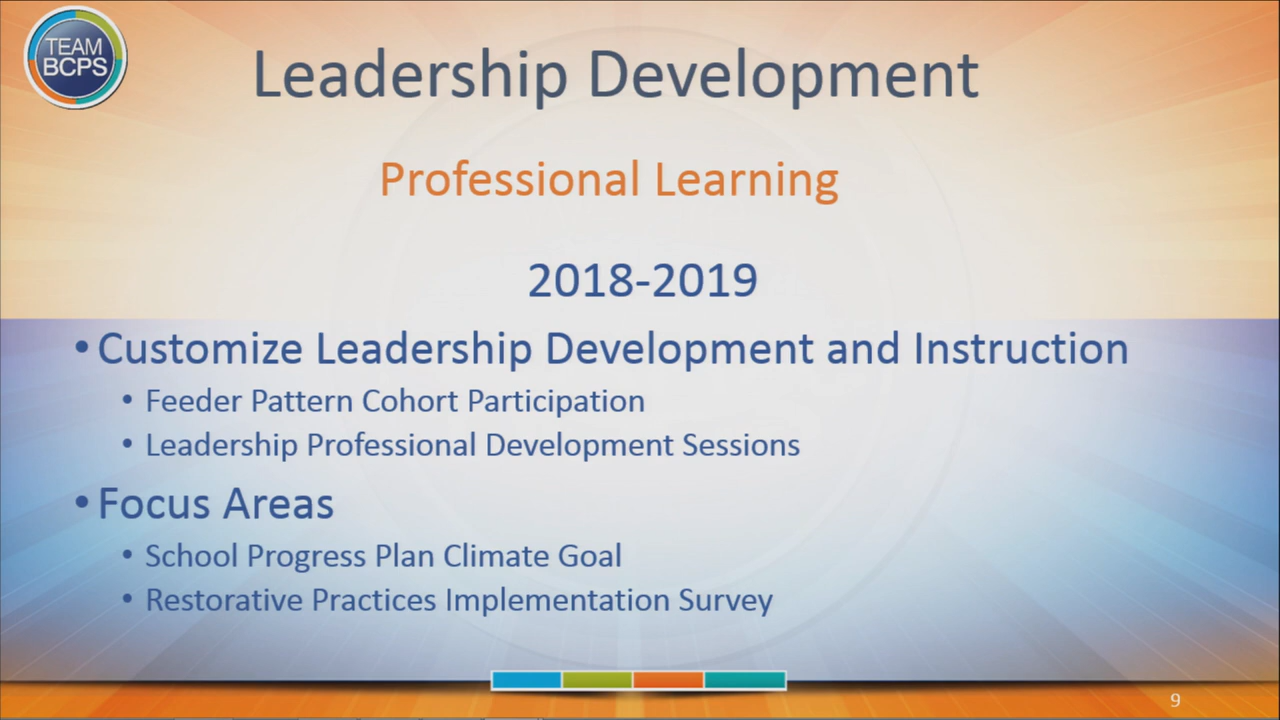 TEAM
BCPS
Leadership Development
Professional Learning
2018-2019
• Customize Leadership Development and Instruction
• Feeder Pattern Cohort Participation
• Leadership Professional Development Sessions
• Focus Areas
• School Progress Plan Climate Goal
• Restorative Practices Implementation Survey
9